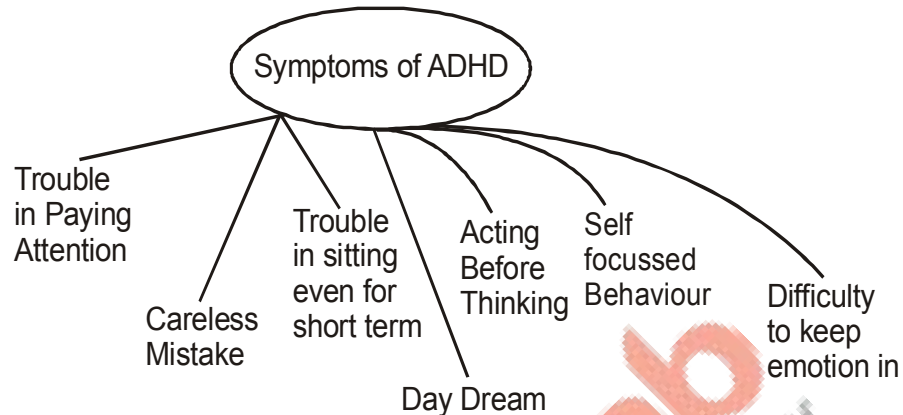 Symptoms of ADHD
Trouble
in Paying
Attention
Careless
Mistake
Trouble
in sitting
even for
short term
Day Dream
Acting
Before
Thinking
Self
focussed
Behaviour
Difficulty
to keep
emotion in